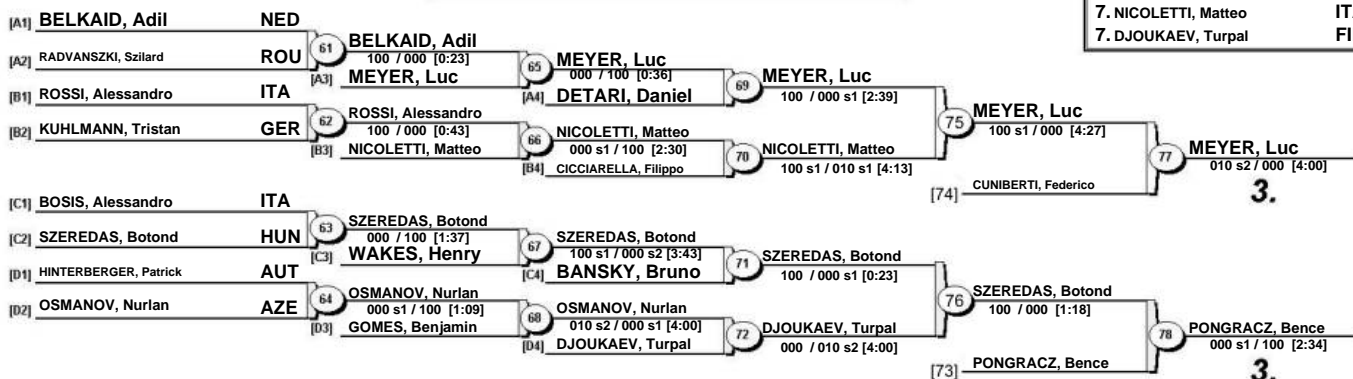 7. NICOLETTI, Matteo IT
7. DJOUKAEV, Turpal FI
[A1] BELKAID, Adil NED
[A2] RADVANSZKI, Szilard ROU
61
BELKAID, Adil
100 / 000 [0:23]
[A3] MEYER, Luc
65
MEYER, Luc
000 / 100 [0:36]
[A4] DETARI, Daniel
69
MEYER, Luc
100 / 000 s1 [2:39]
[B1] ROSSI, Alessandro ITA
[B2] KUHLMANN, Tristan GER
62
ROSSI, Alessandro
100 / 000 [0:43]
[B3] NICOLETTI, Matteo
66
NICOLETTI, Matteo
000 s1 / 100 [2:30]
[B4] CICCIARELLA, Filippo
70
NICOLETTI, Matteo
100 s1 / 010 s1 [4:13]
75
MEYER, Luc
100 s1 / 000 [4:27]
[74] CUNIBERTI, Federico
77
MEYER, Luc
010 s2 / 000 [4:00]
3.
[C1] BOSIS, Alessandro ITA
[C2] SZEREDAS, Botond HUN
63
SZEREDAS, Botond
000 / 100 [1:37]
[C3] WAKES, Henry
67
SZEREDAS, Botond
100 s1 / 000 s2 [3:43]
[C4] BANSKY, Bruno
71
SZEREDAS, Botond
100 / 000 s1 [0:23]
[D1] HINTERBERGER, Patrick AUT
[D2] OSMANOV, Nurlan AZE
64
OSMANOV, Nurlan
000 s1 / 100 [1:09]
[D3] GOMES, Benjamin
68
OSMANOV, Nurlan
010 s2 / 000 s1 [4:00]
[D4] DJOUKAEV, Turpal
72
DJOUKAEV, Turpal
000 / 010 s2 [4:00]
76
SZEREDAS, Botond
100 / 000 [1:18]
[73] PONGRACZ, Bence
78
PONGRACZ, Bence
000 s1 / 100 [2:34]
3.